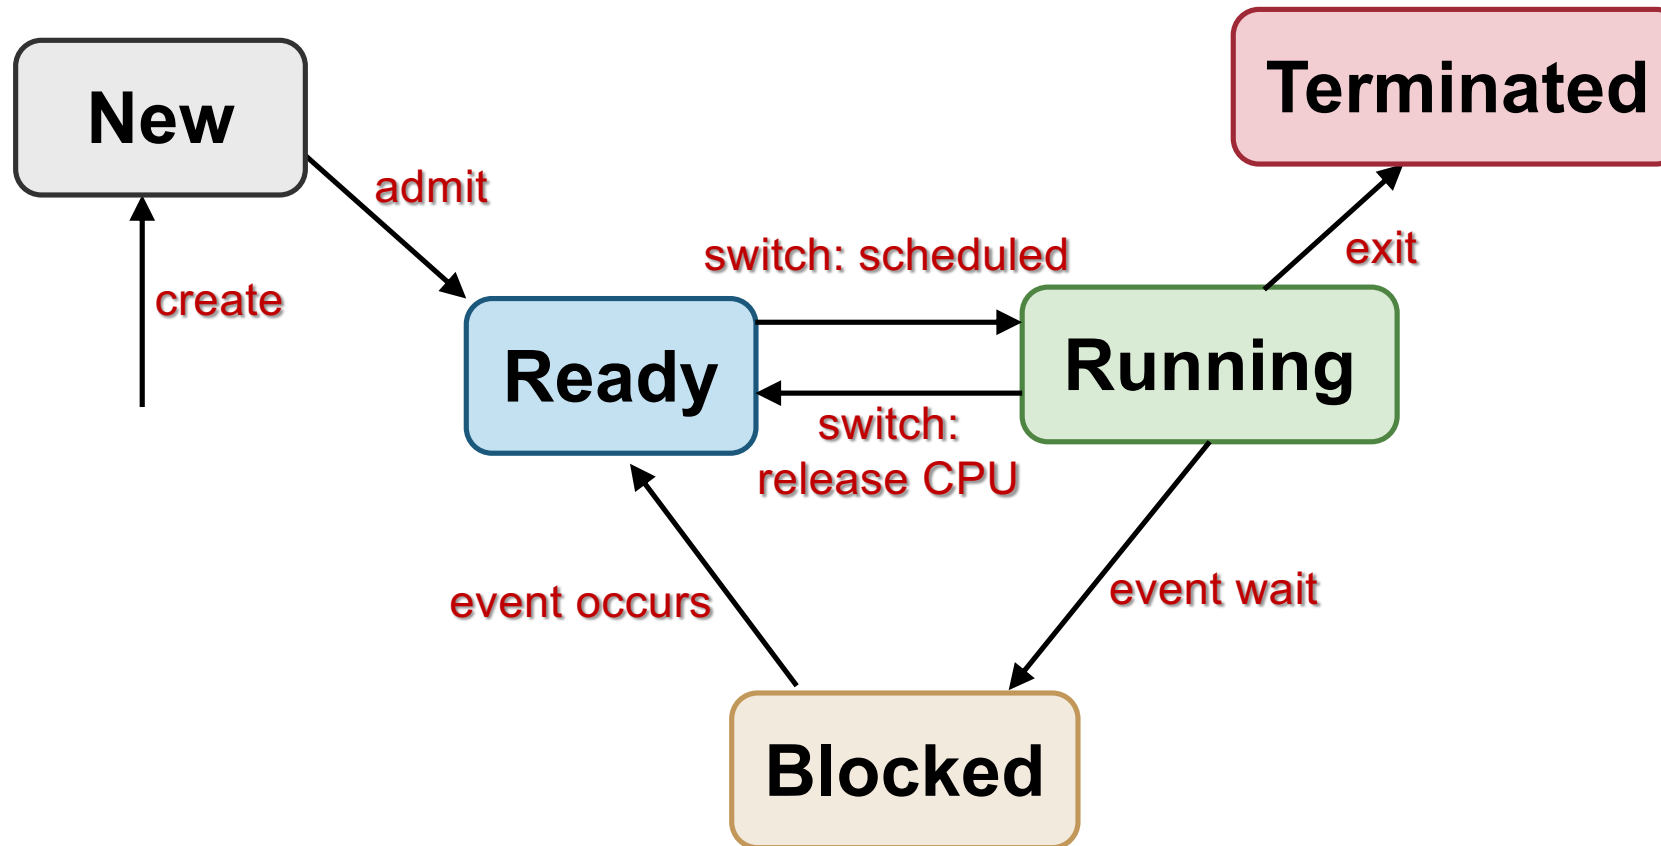 New
Terminated
admit
create
switch: scheduled
exit
Ready
Running
switch:
release CPU
event occurs
event wait
Blocked